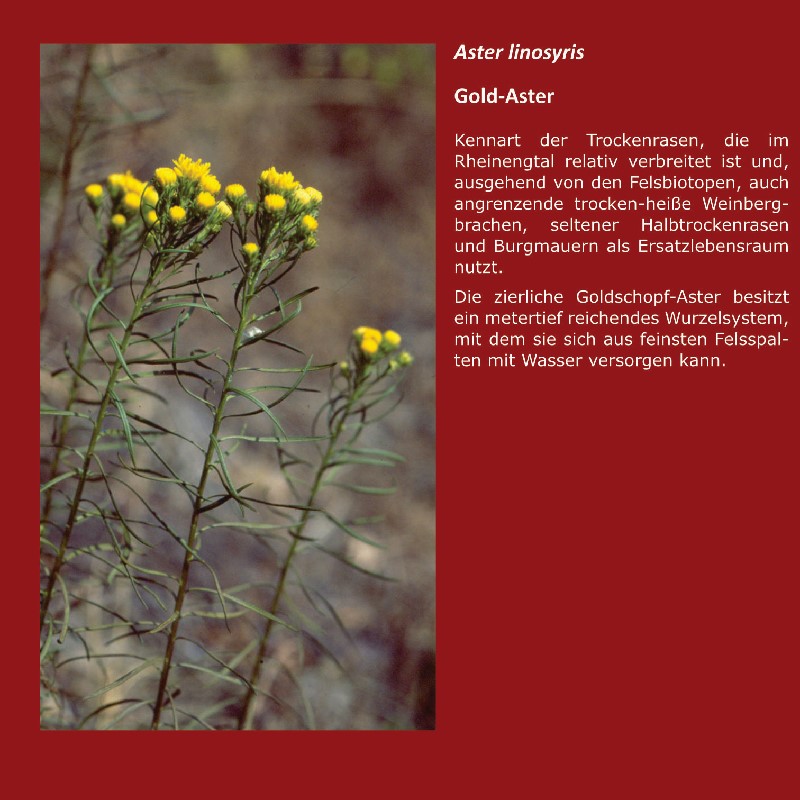 Aster linosyris
Gold-Aster
Kennart der Trockenrasen, die im
Rheinengtal relativ verbreitet ist und,
ausgehend von den Felsbiotopen, auch
angrenzende trocken-heiße Weinberg-
brachen, seltener Halbtrockenrasen
und Burgmauern als Ersatzlebensraum
nutzt.
Die zierliche Goldschopf-Aster besitzt
ein metertief reichendes Wurzelsystem,
mit dem sie sich aus feinsten Felsspal-
ten mit Wasser versorgen kann.